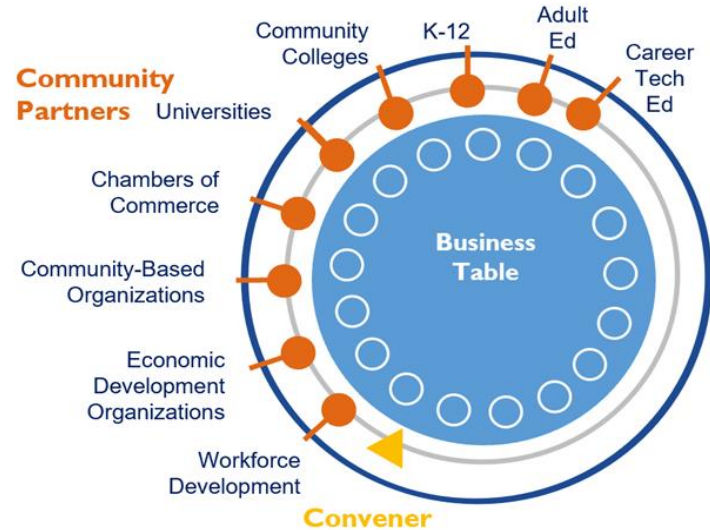 Community
Partners
Community
Colleges
K-12
Adult
Ed
Career
Tech
Ed
Universities
Chambers of
Commerce
Community-Based
Organizations
Economic
Development
Organizations
Workforce
Development
Business
Table
Convener